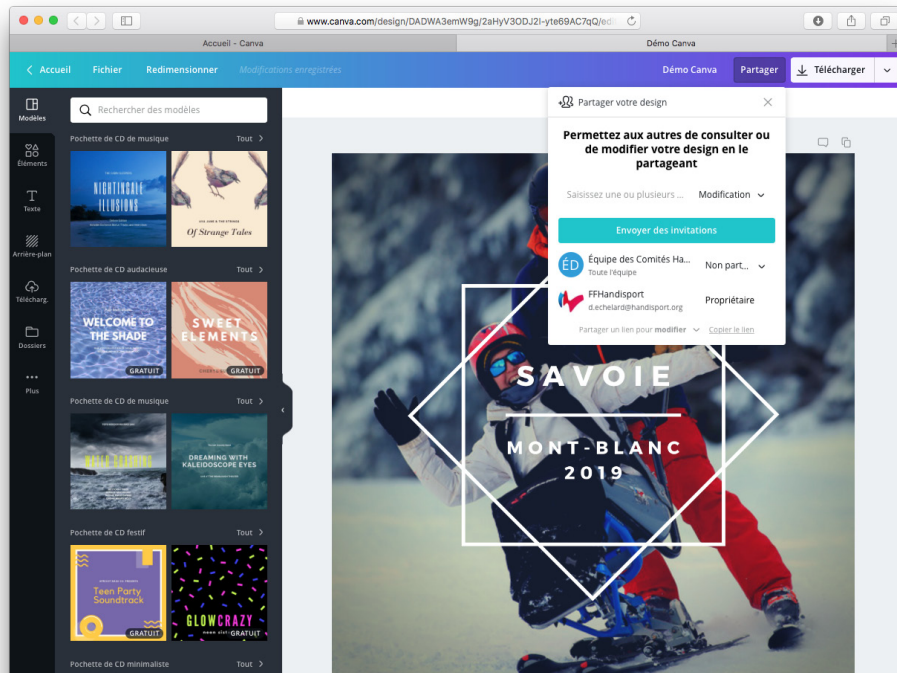 www.canva.com/design/DADWA3emW9g/2aHyV3ODJ2I-yte69AC7qQ/edi
Accueil - Canva
Démo Canva
Accueil
Fichier
Redimensionner
Modifications enregistrées
Démo Canva
Partager
Télécharger
Modèles
Éléments
Texte
Arrière-plan
Télécharg.
Dossiers
Plus
Rechercher des modèles
Pochette de CD de musique
Tout
NIGHTINGALE
ILLUSIONS
Of Strange Tales
Pochette de CD audacieuse
Tout
WELCOME TO
THE SHADE
GRATUIT
SWEET
ELEMENTS
GRATUIT
Pochette de CD de musique
Tout
DREAMING WITH
KALEIDOSCOPE EYES
Pochette de CD festif
Tout
Teen Party
Soundtrack
GRATUIT
GLOWCRAZY
GRATUIT
Pochette de CD minimaliste
Tout
Partager votre design
Permettez aux autres de consulter ou
de modifier votre design en le
partageant
Saisissez une ou plusieurs ...
Modification
Envoyer des invitations
ÉD
Équipe des Comités Ha...
Toute l'équipe
Non part...
FFHandisport
d.echelard@handisport.org
Propriétaire
Partager un lien pour modifier
Copier le lien
SAVOIE
MONT-BLANC
2019